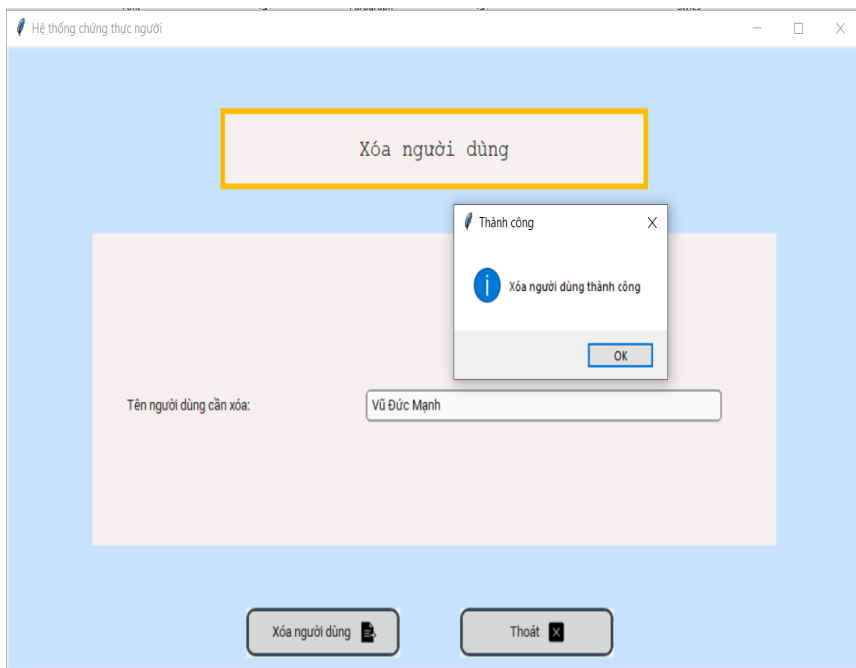 Hệ thống chứng thực người
Xóa người dùng
Thành công
Xóa người dùng thành công
OK
Tên người dùng cần xóa:
Vũ Đức Mạnh
Xóa người dùng
Thoát